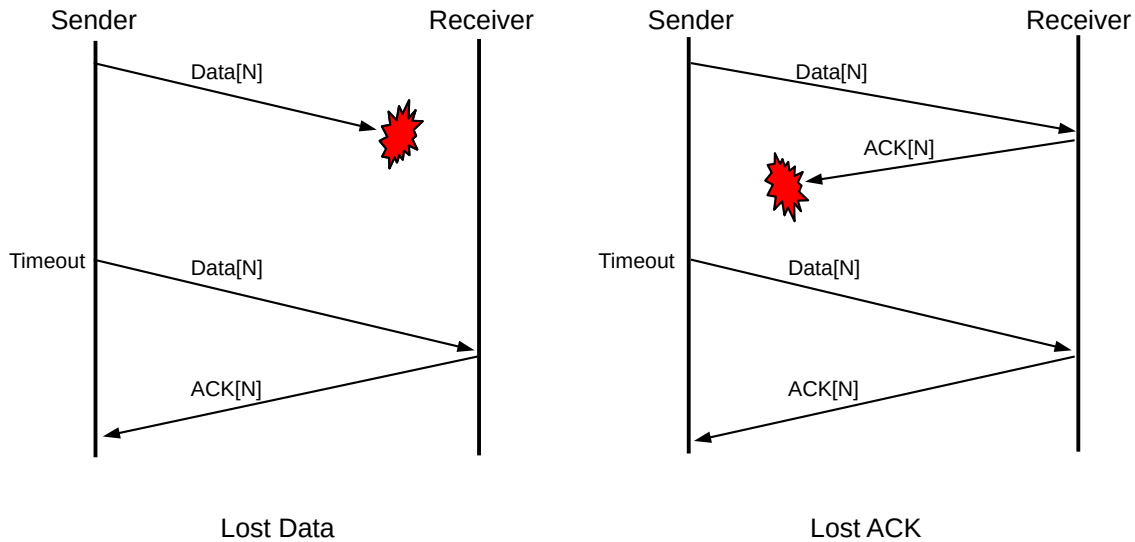 Sender
Receiver
Data[N]
Timeout
Data[N]
ACK[N]
Lost Data
Sender
Receiver
Data[N]
ACK[N]
Timeout
Data[N]
ACK[N]
Lost ACK